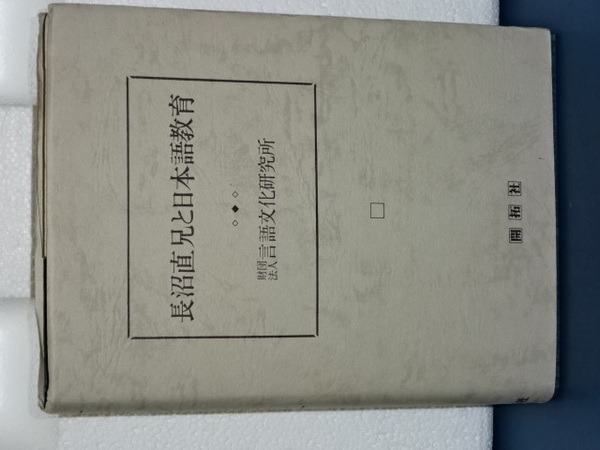 長沼直兄と日本語教育
財団法人 言語文化研究所
開拓社